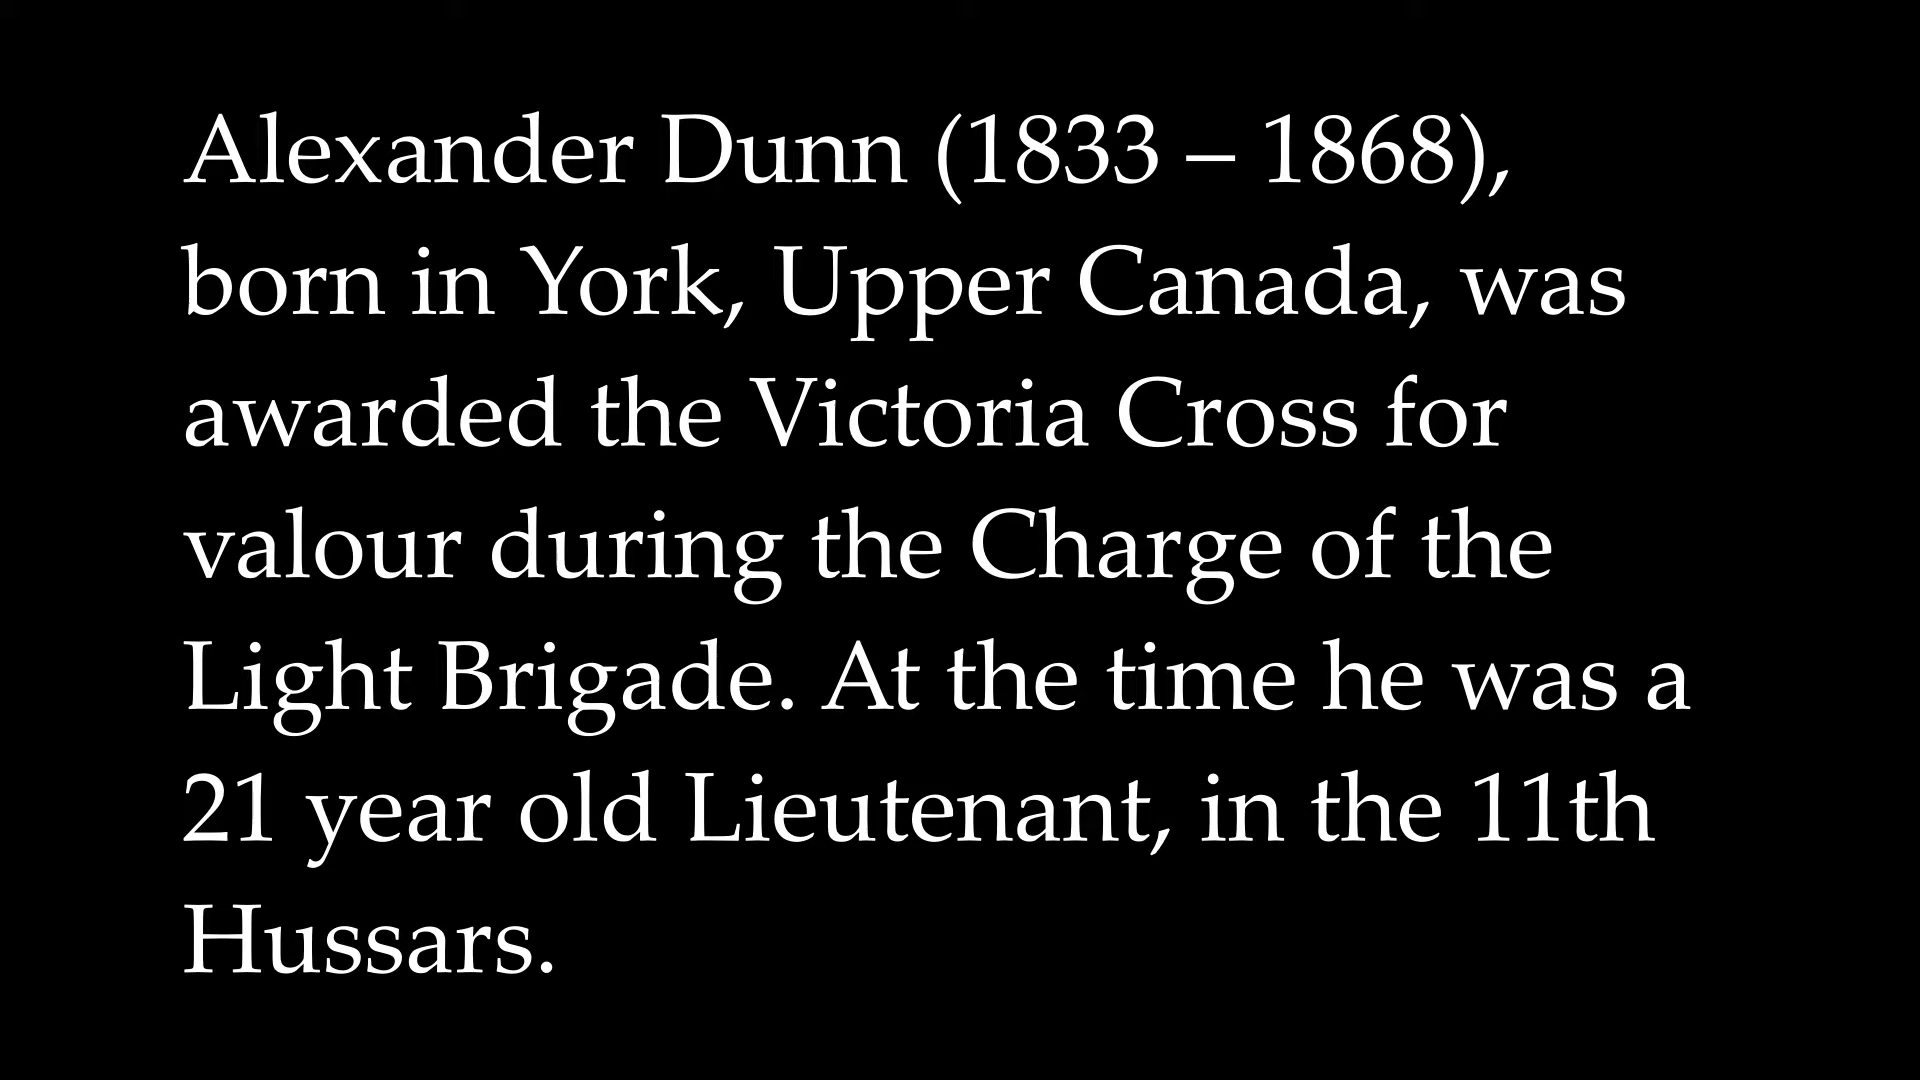 Alexander Dunn (1833 – 1868),
born in York, Upper Canada, was
awarded the Victoria Cross for
valour during the Charge of the
Light Brigade. At the time he was a
21 year old Lieutenant, in the 11th
Hussars.